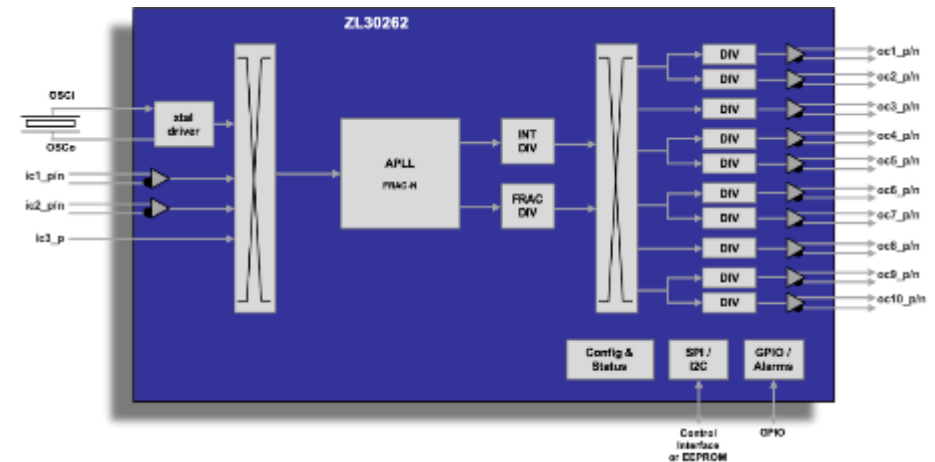 ZL30262
OSCI
OSCo
xtal
driver
ic1_p/n
ic2_p/n
ic3_p
APLL
FRAC-N
INT
DIV
FRAC
DIV
DIV
oc1_p/n
DIV
oc2_p/n
DIV
oc3_p/n
DIV
oc4_p/n
DIV
oc5_p/n
DIV
oc6_p/n
DIV
oc7_p/n
DIV
oc8_p/n
DIV
oc9_p/n
DIV
oc10_p/n
Config &
Status
SPI /
I2C
GPIO /
Alarms
Control
Interface
or EEPROM
GPIO